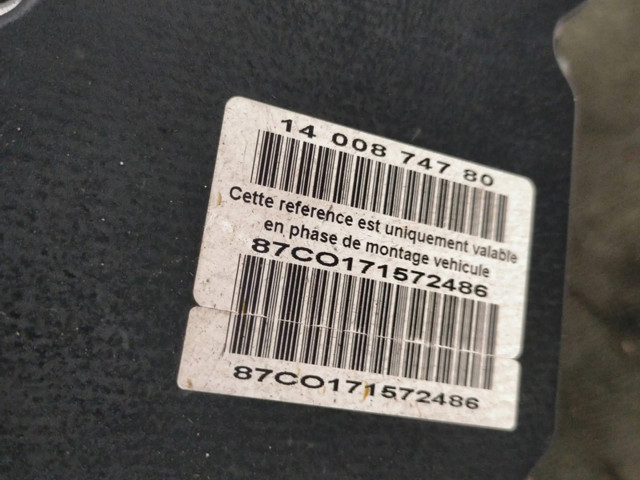 14 008 747 80
Cette reference est uniquement valable
en phase de montage vehicule
87CO171572486
87CO171572486